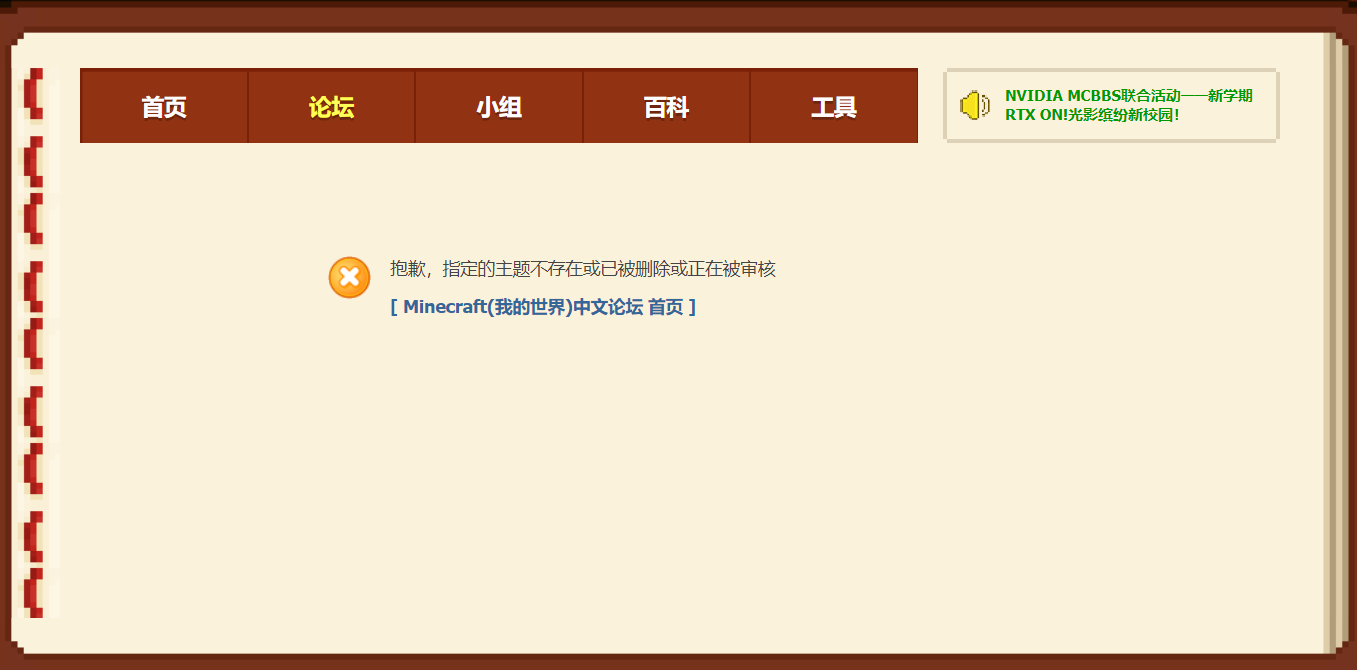 首页
论坛
小组
百科
工具
NVIDIA MCBBS联合活动——新学期
RTX ON!光影缤纷新校园!
抱歉，指定的主题不存在或已被删除或正在被审核
[ Minecraft(我的世界)中文论坛 首页 ]